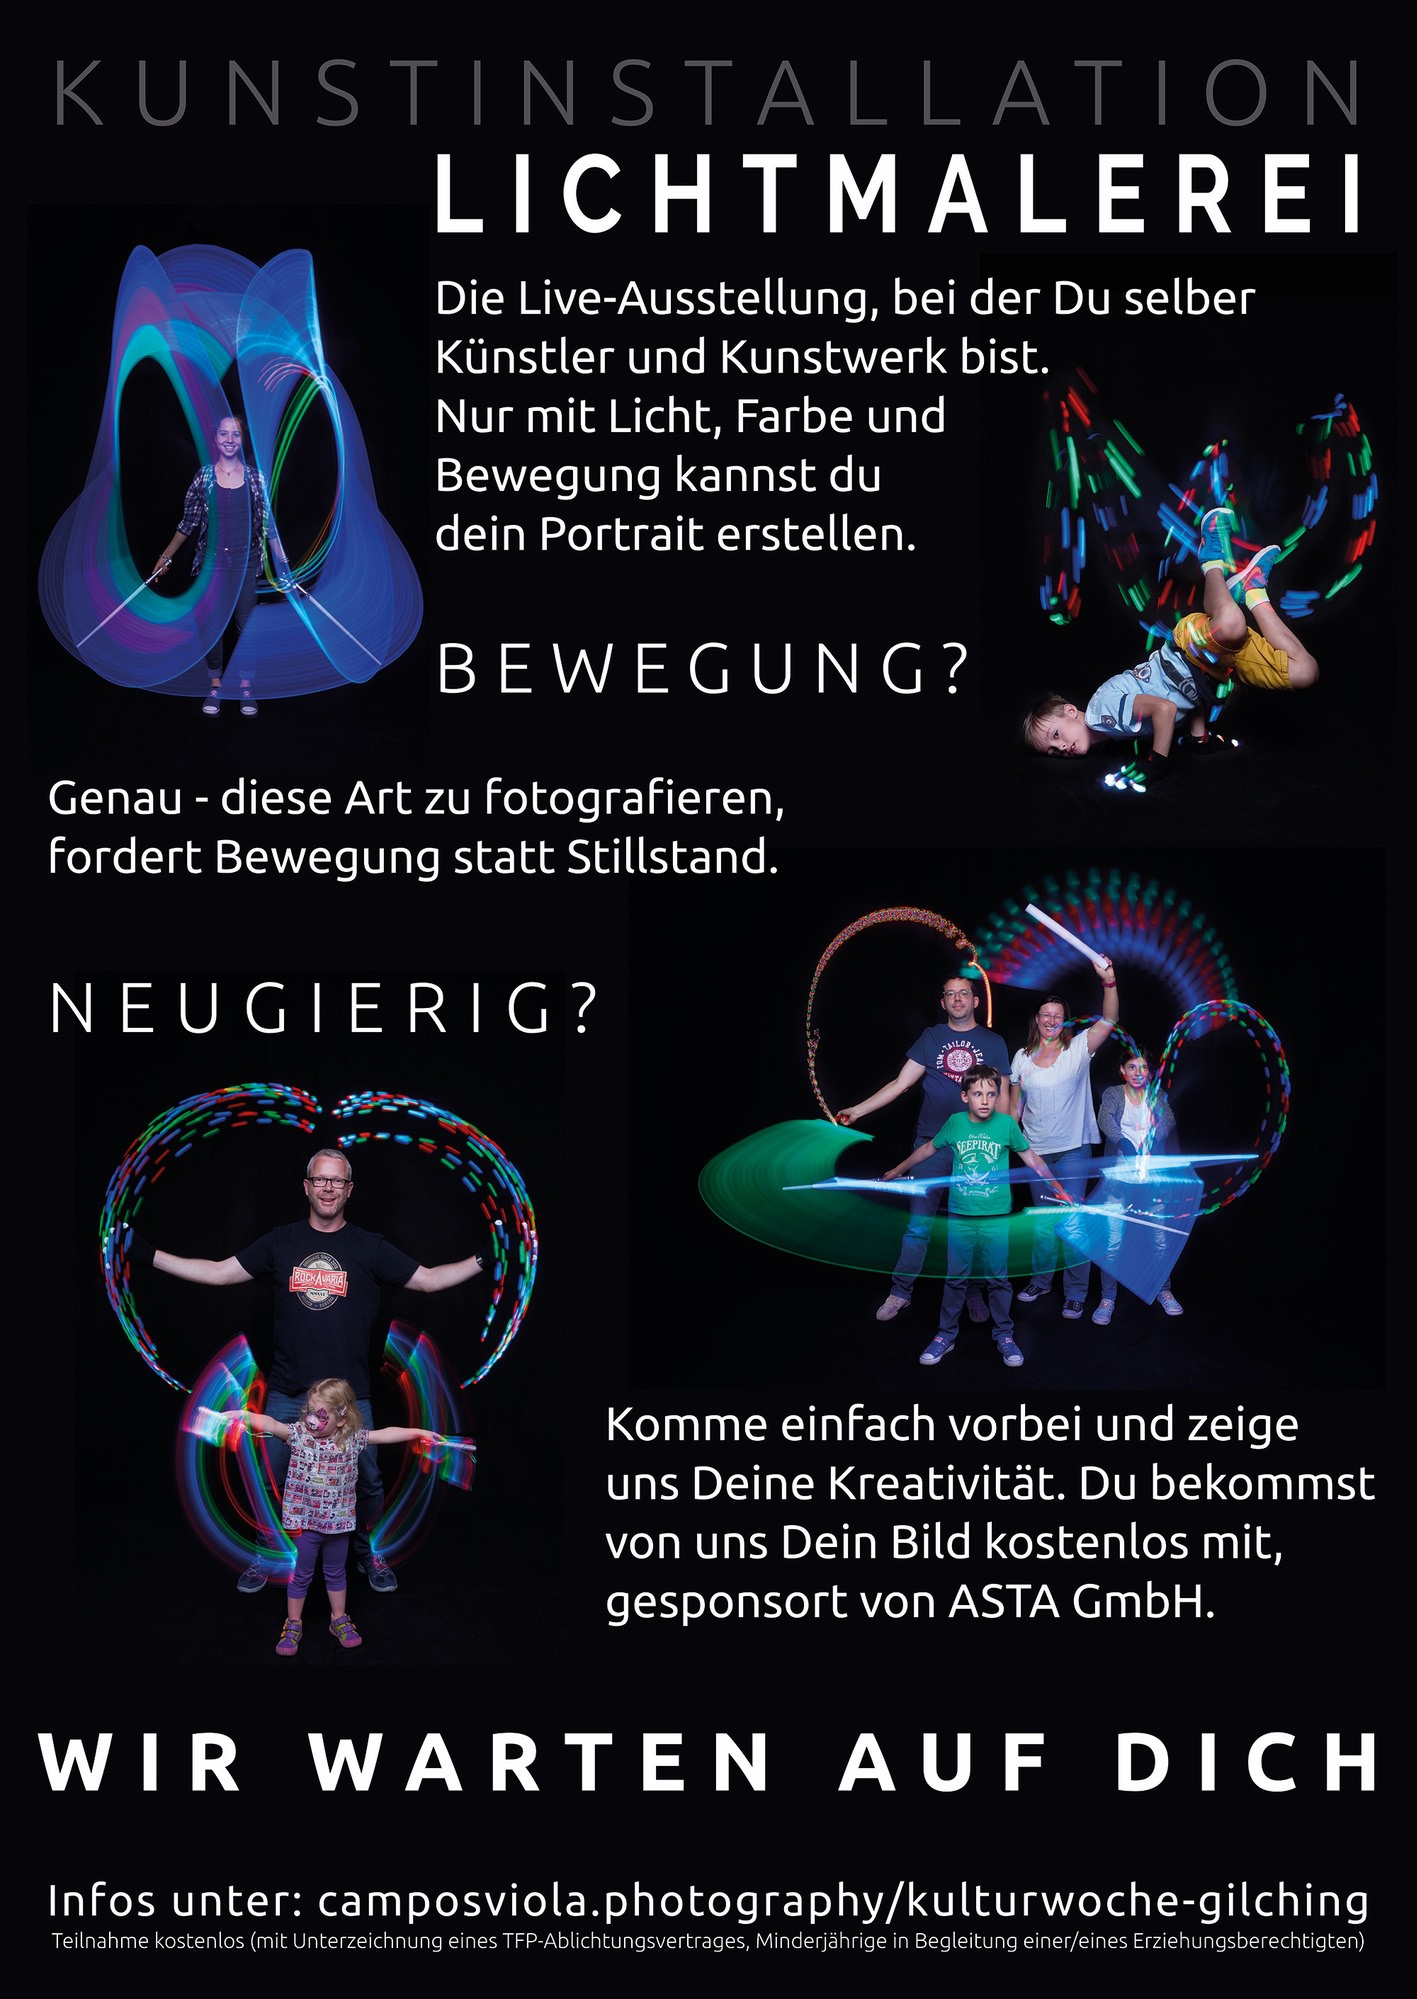 KUNSTINSTALLATION
LICHTMALEREI
Die Live-Ausstellung, bei der Du selber
Künstler und Kunstwerk bist.
Nur mit Licht, Farbe und
Bewegung kannst du
dein Portrait erstellen.
BEWEGUNG?
Genau - diese Art zu fotografieren,
fordert Bewegung statt Stillstand.
NEUGIERIG?
SEEPIRAT
ROCKAVARIA
Komme einfach vorbei und zeige
uns Deine Kreativität. Du bekommst
von uns Dein Bild kostenlos mit,
gesponsort von ASTA GmbH.
WIR WARTEN AUF DICH
Infos unter: camposviola.photography/kulturwoche-gilching
Teilnahme kostenlos (mit Unterzeichnung eines TFP-Ablichtungsvertrages, Minderjährige in Begleitung einer/eines Erziehungsberechtigten)